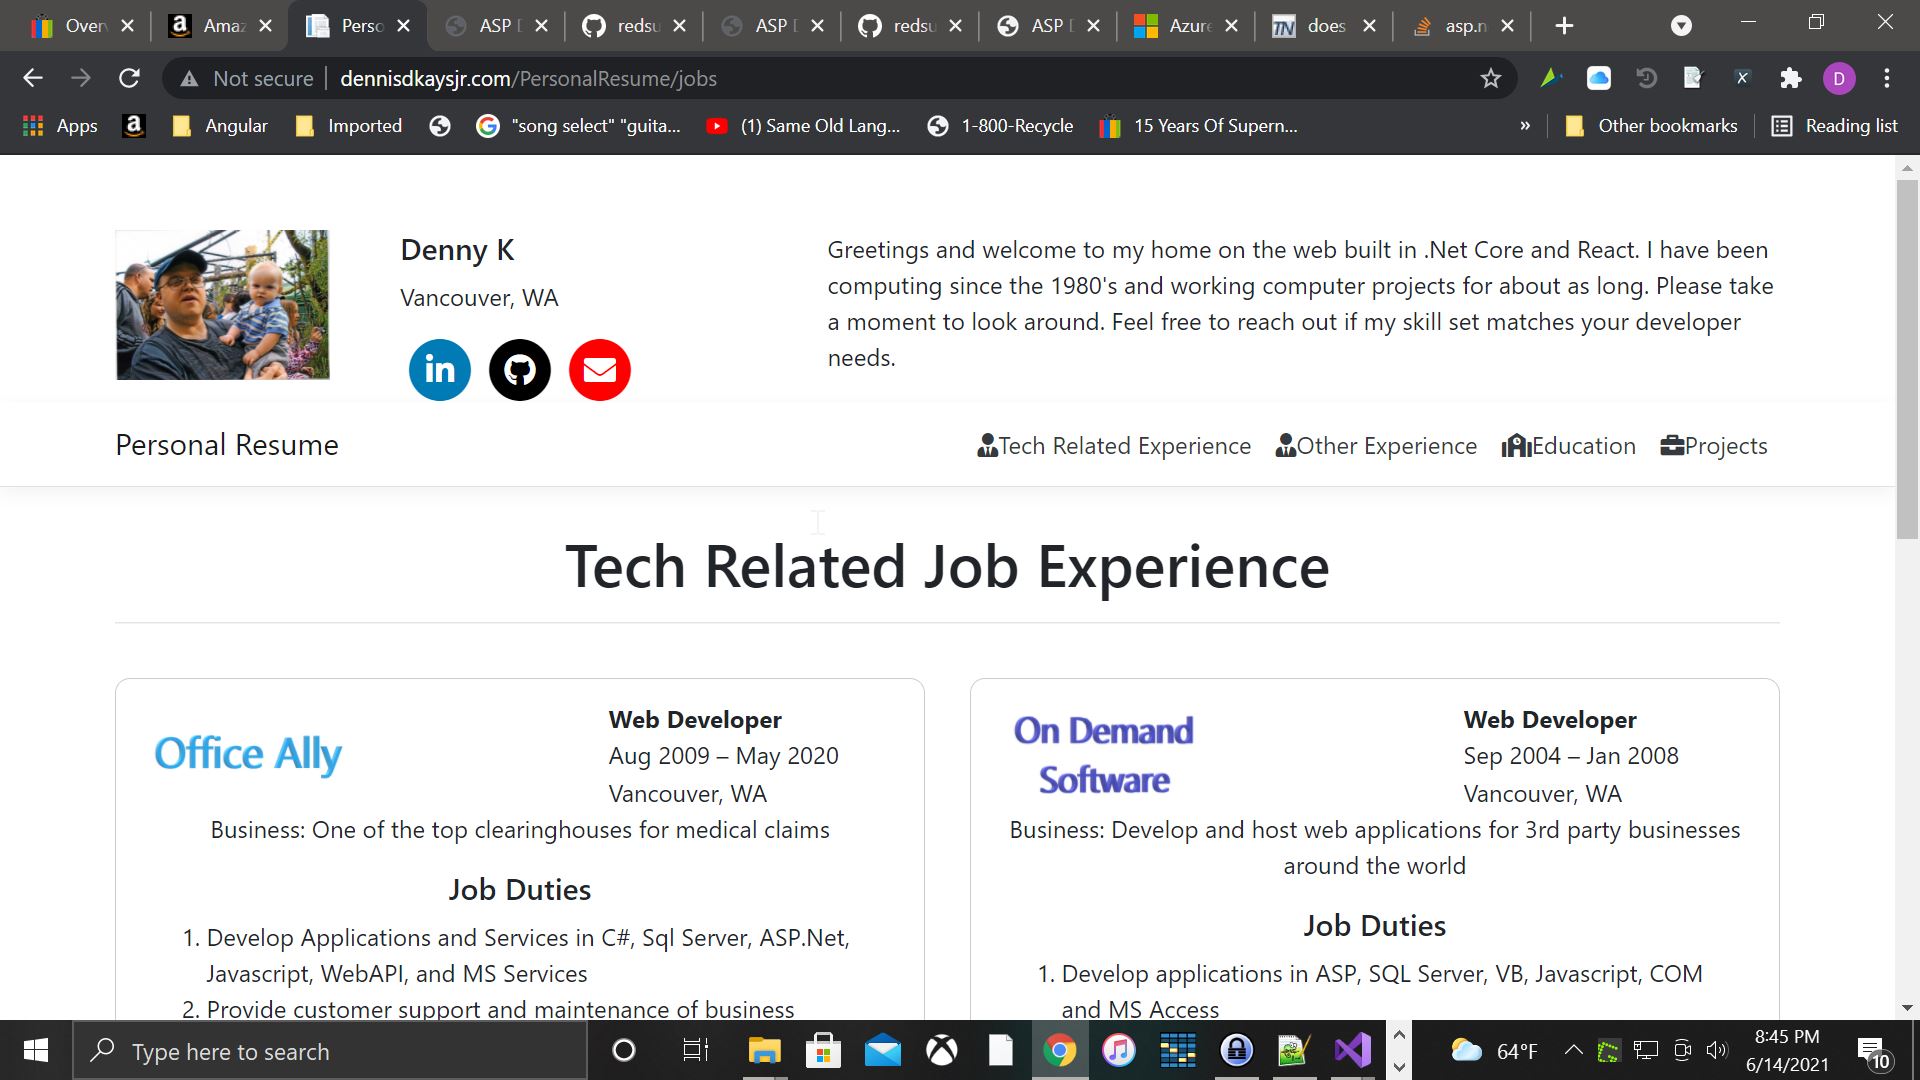 Over
Amaz
Perso
ASP D
redsu
ASP D
redsu
ASP D
Azure
does
asp.n
Not secure
dennisdkaysjr.com/PersonalResume/jobs
D
Apps
Angular
Imported
"song select" "guita...
(1) Same Old Lang...
1-800-Recycle
15 Years Of Supern...
»
Other bookmarks
Reading list
Denny K
Vancouver, WA
in
Greetings and welcome to my home on the web built in .Net Core and React. I have been
computing since the 1980's and working computer projects for about as long. Please take
a moment to look around. Feel free to reach out if my skill set matches your developer
needs.
Personal Resume
Tech Related Experience
Other Experience
Education
Projects
Tech Related Job Experience
Office Ally
Web Developer
Aug 2009 – May 2020
Vancouver, WA
Business: One of the top clearinghouses for medical claims
Job Duties
1. Develop Applications and Services in C#, Sql Server, ASP.Net,
Javascript, WebAPI, and MS Services
2. Provide customer support and maintenance of business
On Demand
Software
Web Developer
Sep 2004 – Jan 2008
Vancouver, WA
Business: Develop and host web applications for 3rd party businesses
around the world
Job Duties
1. Develop applications in ASP, SQL Server, VB, Javascript, COM
and MS Access
Type here to search
64°F
8:45 PM
6/14/2021
10